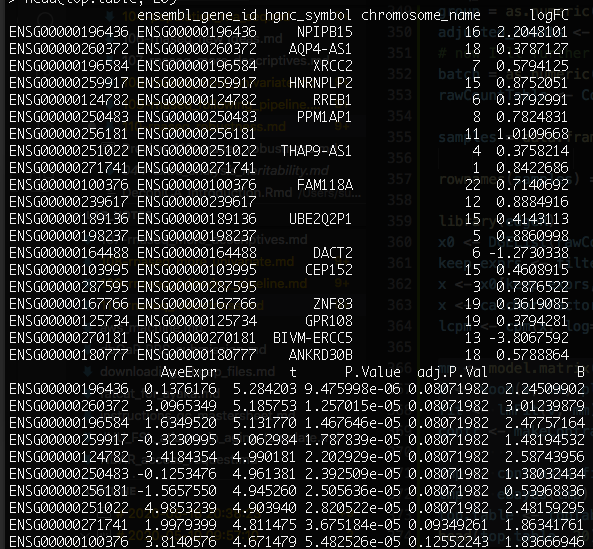 ensembl_gene_id hgnc_symbol chromosome_name logFC
ENSG00000196436 ENSG00000196436 NPIPB15 16 2.2048101
ENSG00000260372 ENSG00000260372 AQP4-AS1 18 0.3787127
ENSG00000196584 ENSG00000196584 XRCC2 7 0.5794125
ENSG00000259917 ENSG00000259917 HNRNPLP2 15 0.8752051
ENSG00000124782 ENSG00000124782 RREB1 6 0.3792991
ENSG00000250483 ENSG00000250483 PPM1AP1 8 0.7824831
ENSG00000256181 ENSG00000256181 11 1.0109668
ENSG00000251022 ENSG00000251022 THAP9-AS1 4 0.3758214
ENSG00000271741 ENSG00000271741 1 0.8422686
ENSG00000100376 ENSG00000100376 FAM118A 22 0.7140692
ENSG00000239617 ENSG00000239617 12 0.8884916
ENSG00000189136 ENSG00000189136 UBE2Q2P1 15 0.4143113
ENSG00000198237 ENSG00000198237 0.8860998
ENSG00000164488 ENSG00000164488 DACT2 6 -1.2730338
ENSG00000103995 ENSG00000103995 CEP152 15 0.4608915
ENSG00000287595 ENSG00000287595 0.7876522
ENSG00000167766 ENSG00000167766 ZNF83 19 0.3619085
ENSG00000125734 ENSG00000125734 GPR108 19 0.3794281
ENSG00000270181 ENSG00000270181 BIVM-ERCC5 13 -3.8067592
ENSG00000180777 ENSG00000180777 ANKRD30B 18 0.5788864
AveExpr t P.Value adj.P.Val B
ENSG00000196436 0.1376176 5.284203 9.475998e-06 0.08071982 2.24509902
ENSG00000260372 3.0965349 5.185753 1.257015e-05 0.08071982 3.01239879
ENSG00000196584 1.6349520 5.131770 1.467646e-05 0.08071982 2.47757164
ENSG00000259917 -0.3230995 5.062984 1.787839e-05 0.08071982 1.48194532
ENSG00000124782 3.4184354 4.990181 2.202929e-05 0.08071982 2.58743956
ENSG00000250483 -0.1253476 4.961381 2.392509e-05 0.08071982 1.38032434
ENSG00000256181 -1.5657550 4.945260 2.505636e-05 0.08071982 0.53968836
ENSG00000251022 4.9853239 4.903940 2.820522e-05 0.08071982 2.48159295
ENSG00000271741 1.9979399 4.811475 3.675184e-05 0.09349261 1.86341761
ENSG00000100376 3.8140576 4.671479 5.482526e-05 0.12552243 1.83666946